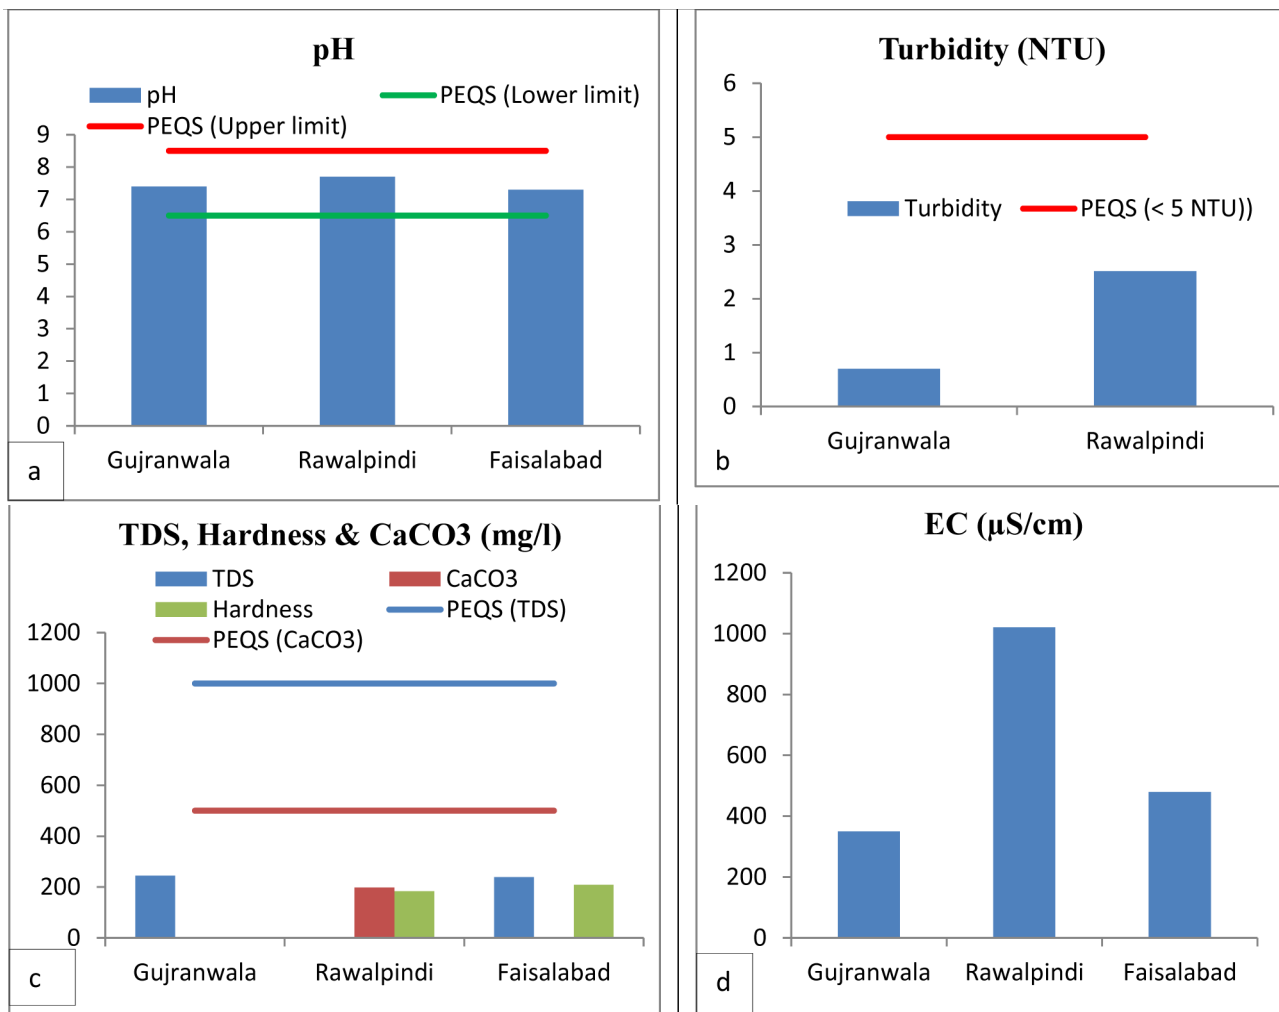 pH
pH
PEQS (Lower limit)
PEQS (Upper limit)
9
8
7
6
5
4
3
2
1
0
Gujranwala Rawalpindi Faisalabad
a
Turbidity (NTU)
6
5
4
3
2
1
0
Turbidity PEQS (< 5 NTU))
Gujranwala Rawalpindi
b
TDS, Hardness & CaCO3 (mg/l)
TDS CaCO3
Hardness PEQS (TDS)
PEQS (CaCO3)
1200
1000
800
600
400
200
0
Gujranwala Rawalpindi Faisalabad
c
EC (µS/cm)
1200
1000
800
600
400
200
0
Gujranwala Rawalpindi Faisalabad
d